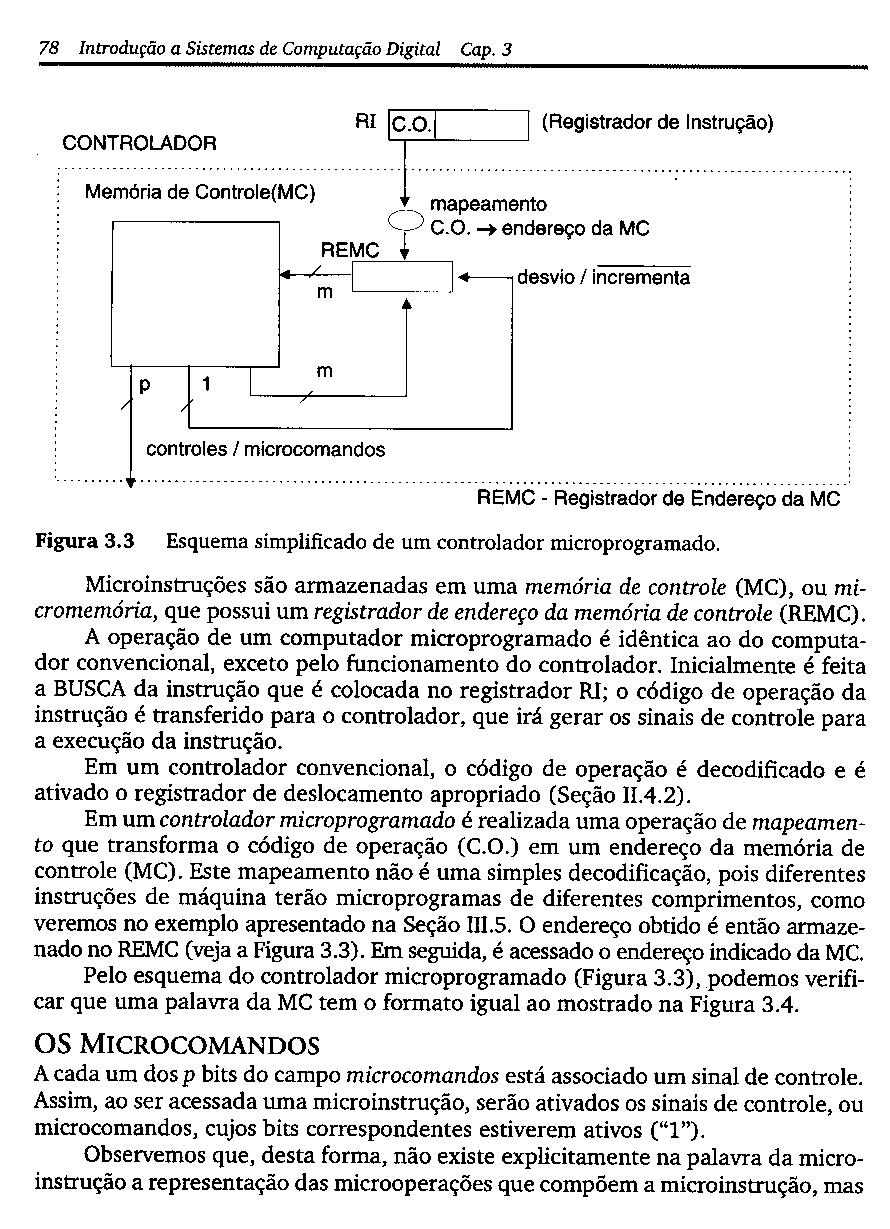 78 Introdução a Sistemas de Computação Digital Cap. 3
RI C.O. (Registrador de Instrução)
CONTROLADOR
Memória de Controle(MC)
mapeamento
C.O. → endereço da MC
REMC
m
desvio / incrementa
m
p
1
controles / microcomandos
REMC - Registrador de Endereço da MC
Figura 3.3 Esquema simplificado de um controlador microprogramado.
Microinstruções são armazenadas em uma memória de controle (MC), ou mi-
cromemória, que possui um registrador de endereço da memória de controle (REMC).
A operação de um computador microprogramado é idêntica ao do computa-
dor convencional, exceto pelo funcionamento do controlador. Inicialmente é feita
a BUSCA da instrução que é colocada no registrador RI; o código de operação da
instrução é transferido para o controlador, que irá gerar os sinais de controle para
a execução da instrução.
Em um controlador convencional, o código de operação é decodificado e é
ativado o registrador de deslocamento apropriado (Seção II.4.2).
Em um controlador microprogramado é realizada uma operação de mapeamen-
to que transforma o código de operação (C.O.) em um endereço da memória de
controle (MC). Este mapeamento não é uma simples decodificação, pois diferentes
instruções de máquina terão microprogramas de diferentes comprimentos, como
veremos no exemplo apresentado na Seção III.5. O endereço obtido é então armaze-
nado no REMC (veja a Figura 3.3). Em seguida, é acessado o endereço indicado da MC.
Pelo esquema do controlador microprogramado (Figura 3.3), podemos verifi-
car que uma palavra da MC tem o formato igual ao mostrado na Figura 3.4.
OS MICROCOMANDOS
A cada um dos p bits do campo microcomandos está associado um sinal de controle.
Assim, ao ser acessada uma microinstrução, serão ativados os sinais de controle, ou
microcomandos, cujos bits correspondentes estiverem ativos (“1”).
Observemos que, desta forma, não existe explicitamente na palavra da micro-
instrução a representação das microoperações que compõem a microinstrução, mas